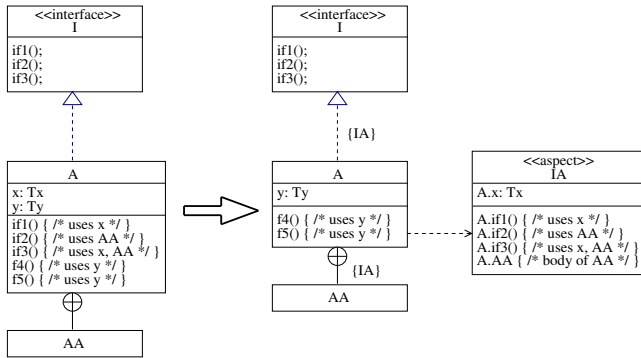 <<interface>>
I
if1();
if2();
if3();
A
x: Tx
y: Ty
if1() { /* uses x */ }
if2() { /* uses AA */ }
if3() { /* uses x, AA */ }
f4() { /* uses y */ }
f5() { /* uses y */ }
AA
<<interface>>
I
if1();
if2();
if3();
{IA}
A
y: Ty
f4() { /* uses y */ }
f5() { /* uses y */ }
{IA}
AA
<<aspect>>
IA
A.x: Tx
A.if1() { /* uses x */ }
A.if2() { /* uses AA */ }
A.if3() { /* uses x, AA */ }
A.AA { /* body of AA */ }